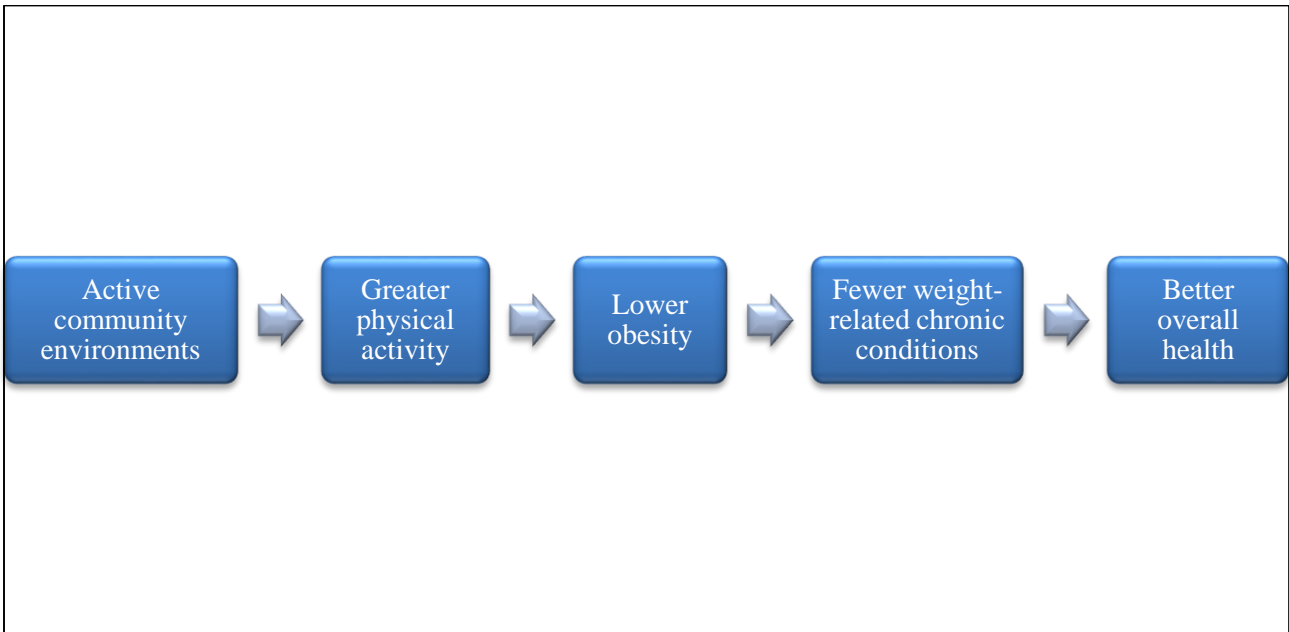 Active
community
environments
Greater
physical
activity
Lower
obesity
Fewer weight-
related chronic
conditions
Better
overall
health